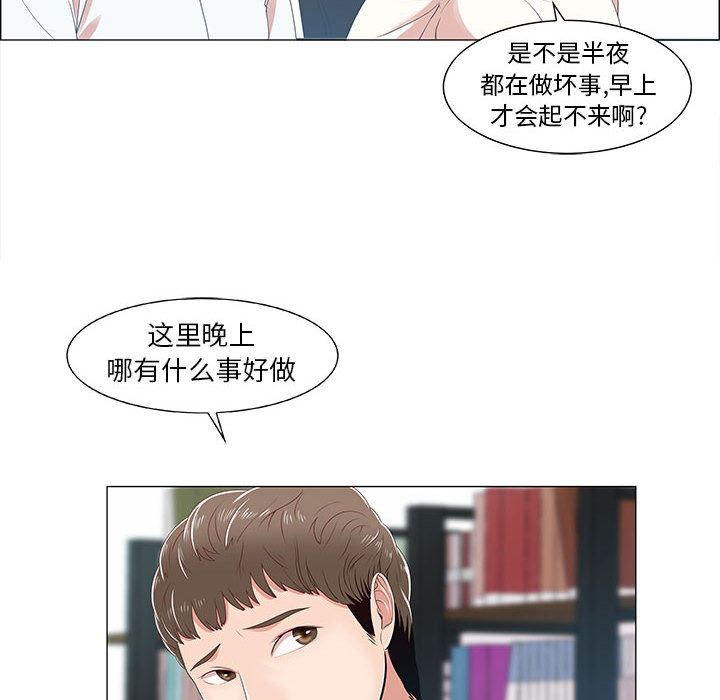 是不是半夜
都在做坏事,早上
才会起不来啊?
这里晚上
哪有什么事好做